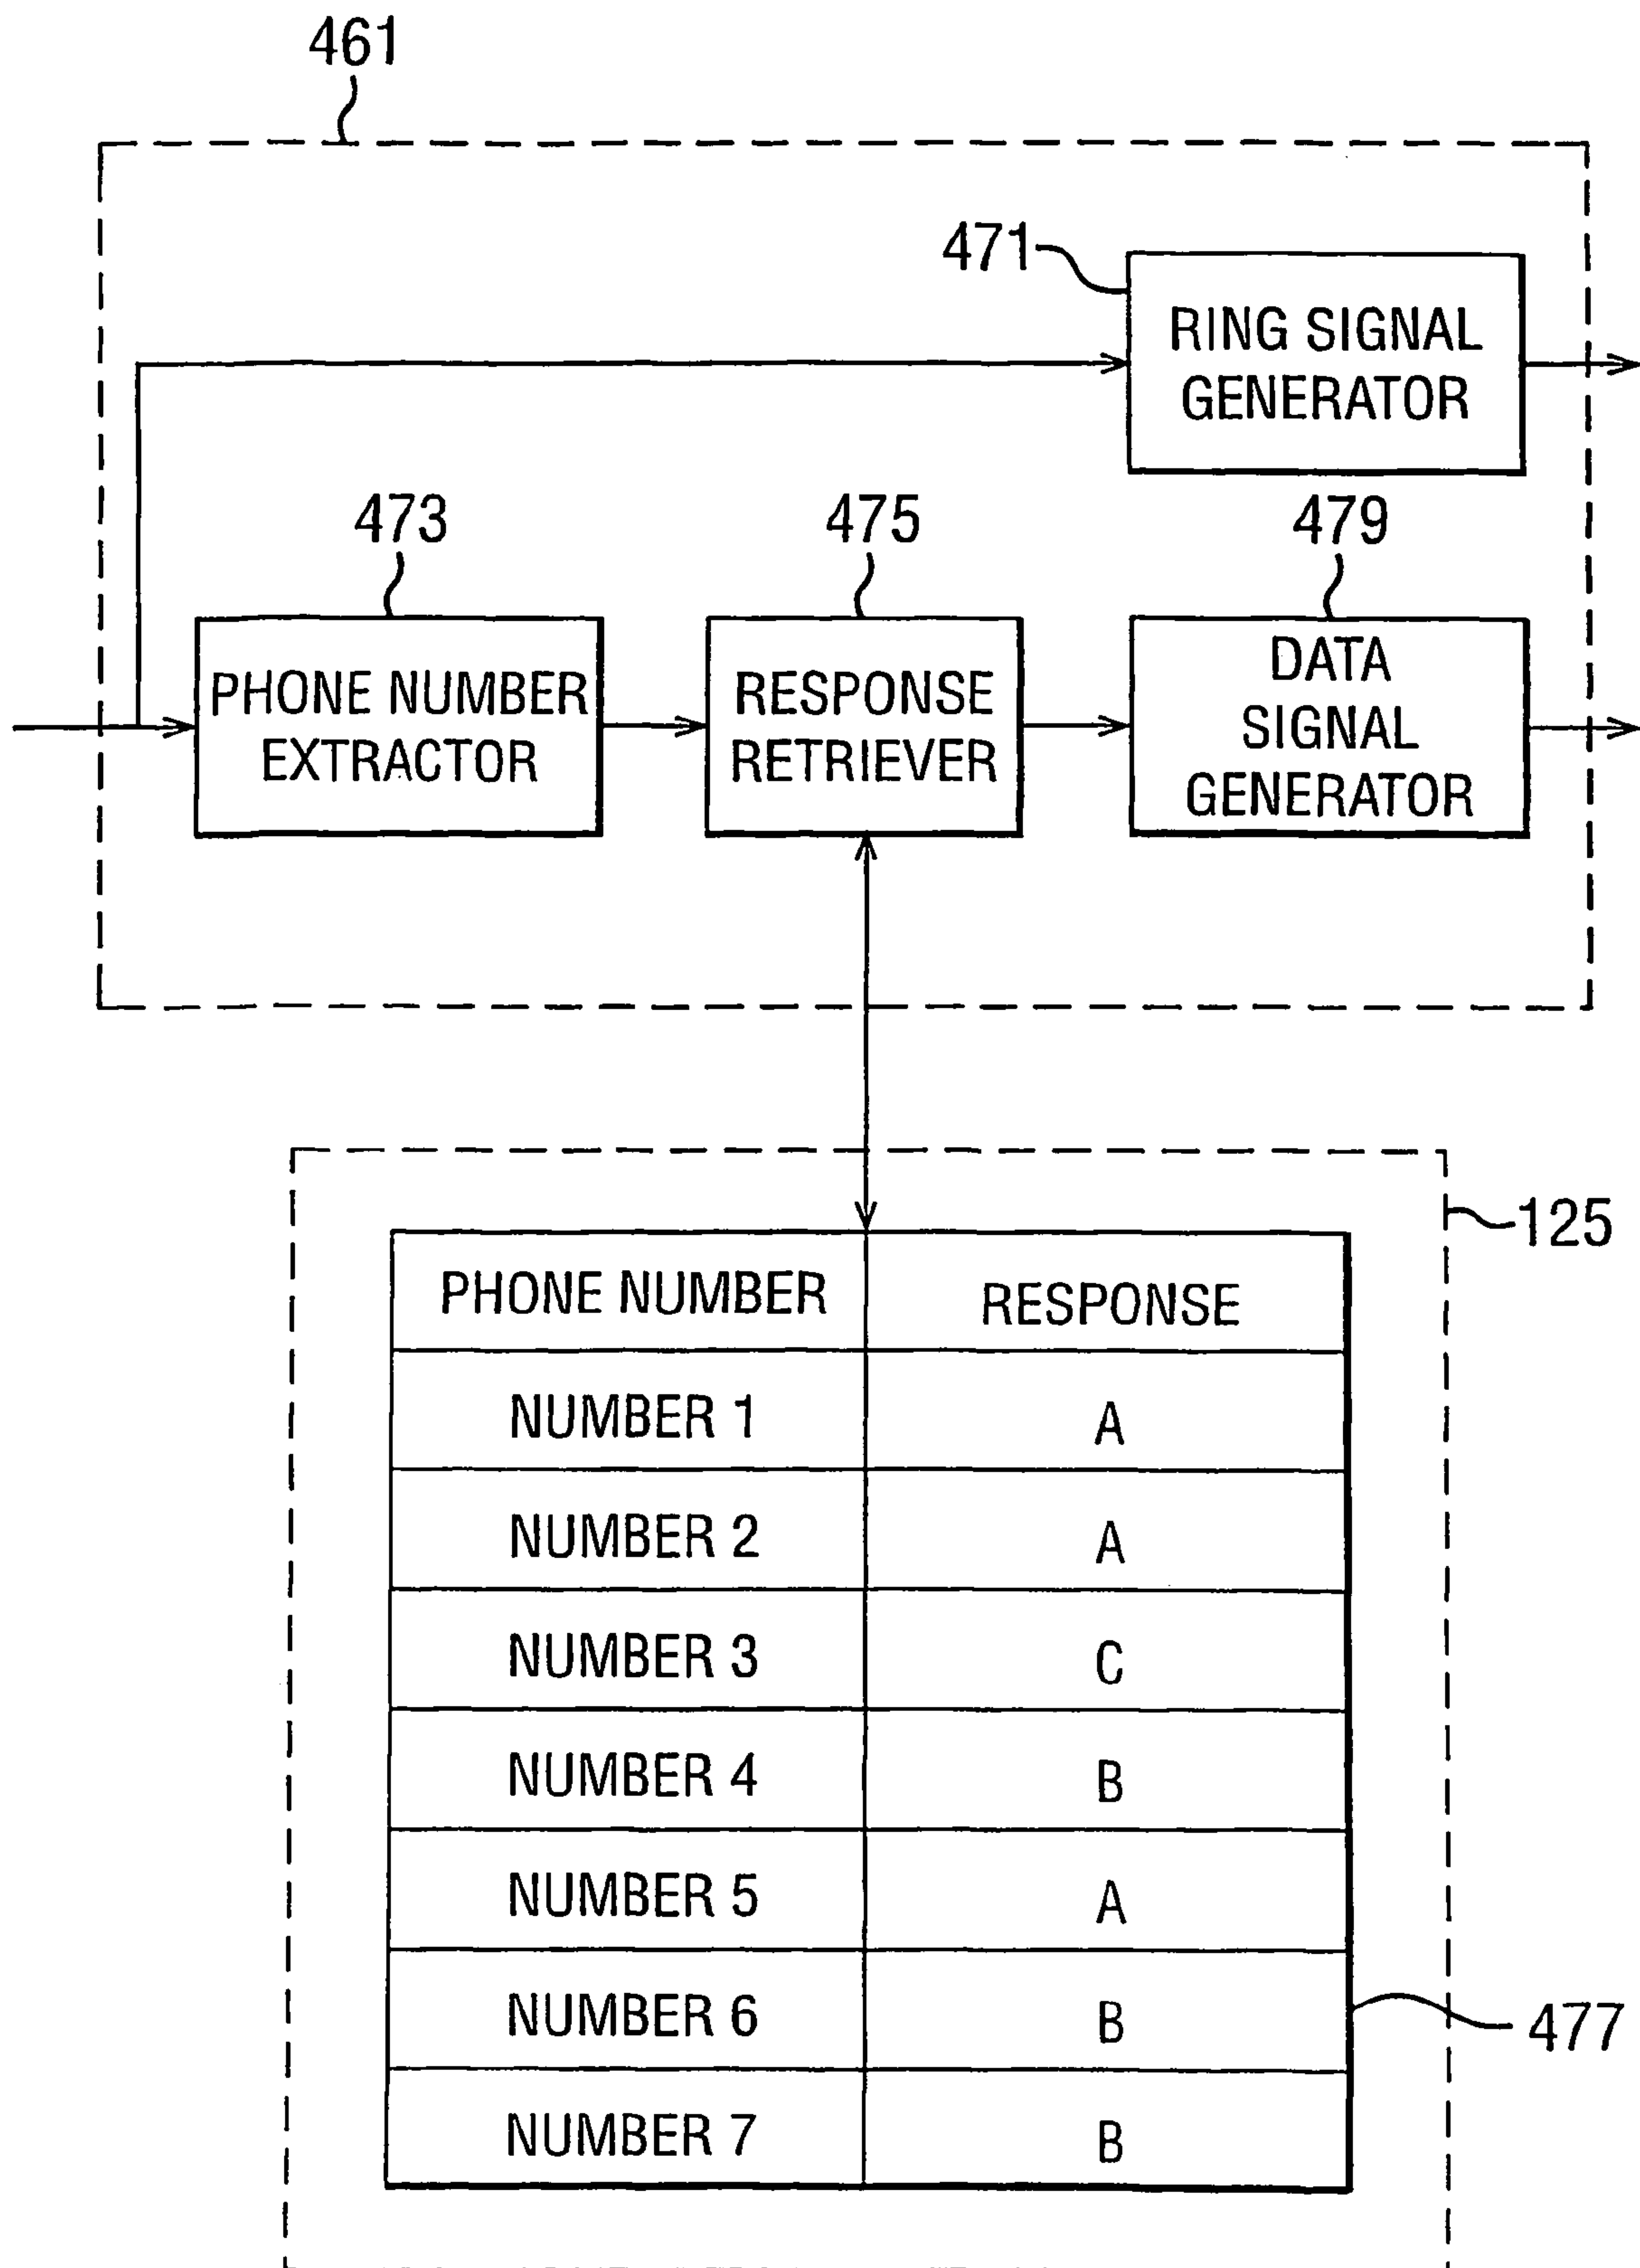 461
471
RING SIGNAL
GENERATOR
473
475
479
PHONE NUMBER
EXTRACTOR
RESPONSE
RETRIEVER
DATA
SIGNAL
GENERATOR
125
PHONE NUMBER RESPONSE
NUMBER 1 A
NUMBER 2 A
NUMBER 3 C
NUMBER 4 B
NUMBER 5 A
NUMBER 6 B
477
NUMBER 7 B